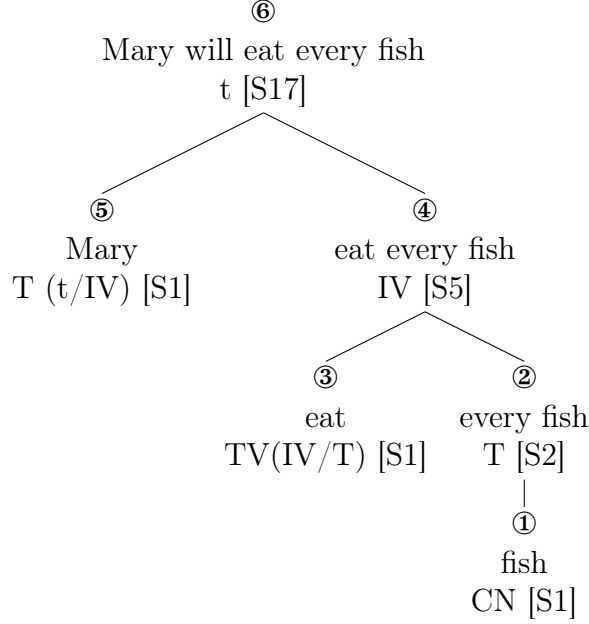 ⑥
Mary will eat every fish
t [S17]
⑤
Mary
T (t/IV) [S1]
④
eat every fish
IV [S5]
③
eat
TV(IV/T) [S1]
②
every fish
T [S2]
①
fish
CN [S1]